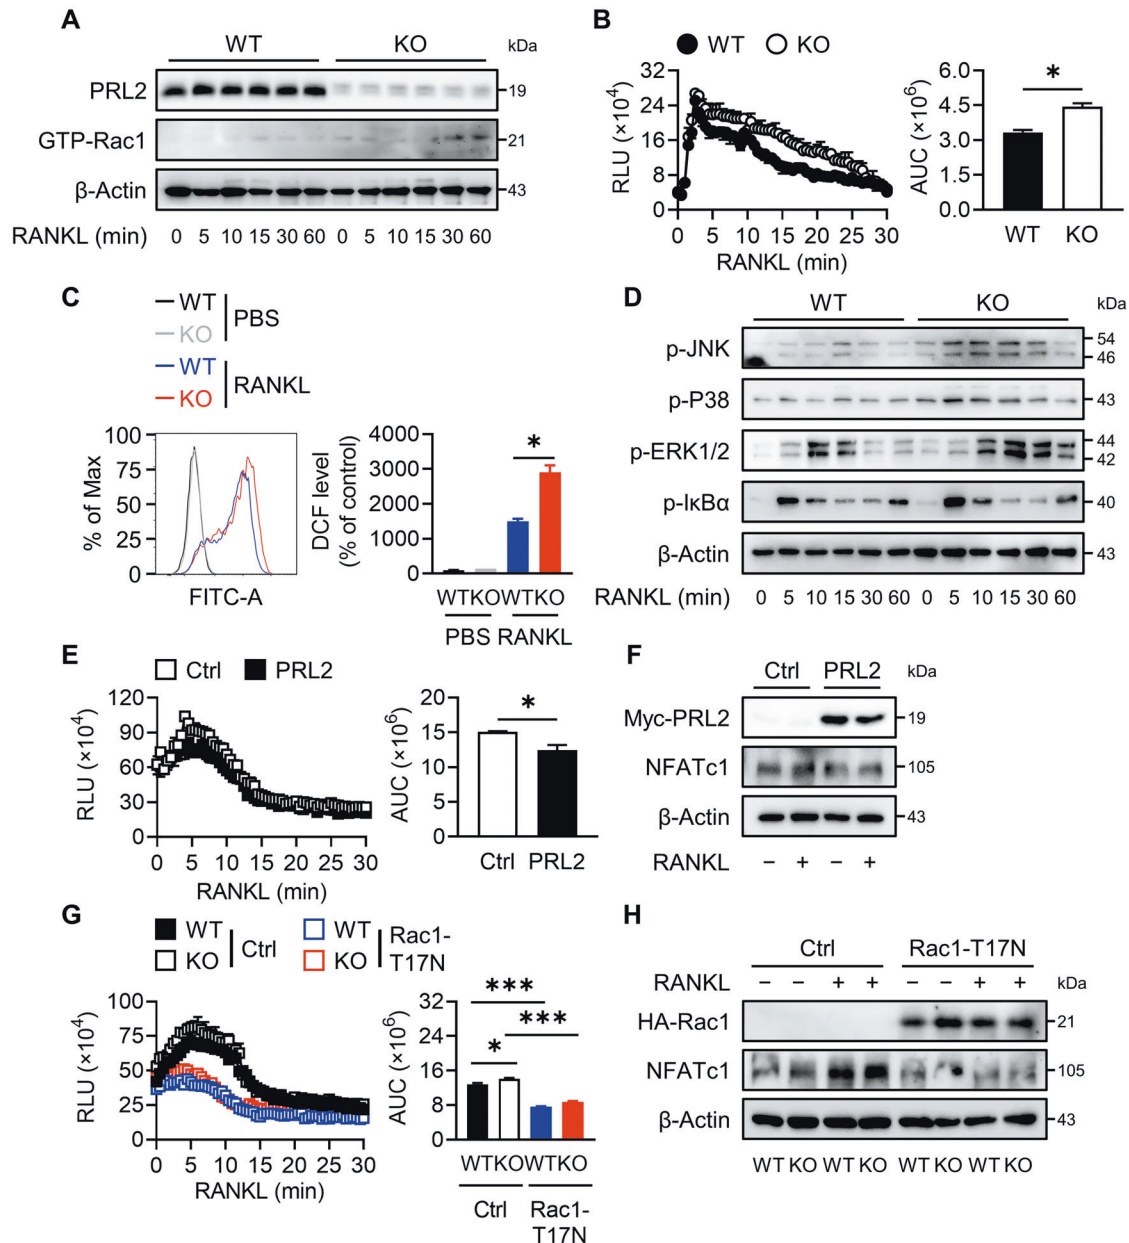 A
WT KO kDa
PRL2 19
GTP-Rac1 21
β-Actin 43
RANKL (min) 0 5 10 15 30 60 0 5 10 15 30 60
B
WT KO
RLU (×10⁴)
32
24
16
8
0
0 5 10 15 20 25 30
RANKL (min)
AUC (×10⁶)
6.0
4.5
3.0
1.5
0.0
*
WT KO
C
WT
KO
PBS
WT
KO
RANKL
% of Max
100
75
50
25
0
FITC-A
DCF level
(% of control)
4000
3000
2000
1000
0
*
WTKO WTKO
PBS RANKL
D
WT KO kDa
p-JNK 54
46
p-P38 43
p-ERK1/2 44
42
p-IκBα 40
β-Actin 43
RANKL (min) 0 5 10 15 30 60 0 5 10 15 30 60
E
Ctrl PRL2
RLU (×10⁴)
120
90
60
30
0
0 5 10 15 20 25 30
RANKL (min)
AUC (×10⁶)
20
15
10
5
0
*
Ctrl PRL2
F
Ctrl PRL2 kDa
Myc-PRL2 19
NFATc1 105
β-Actin 43
RANKL − + − +
G
WT
KO
Ctrl
WT
KO
Rac1-
T17N
RLU (×10⁴)
100
75
50
25
0
0 5 10 15 20 25 30
RANKL (min)
AUC (×10⁶)
32
24
16
8
0
***
***
*
WTKOWTKO
Ctrl Rac1-
T17N
H
Ctrl Rac1-T17N
RANKL − − + + − − + + kDa
HA-Rac1 21
NFATc1 105
β-Actin 43
WT KO WT KO WT KO WT KO